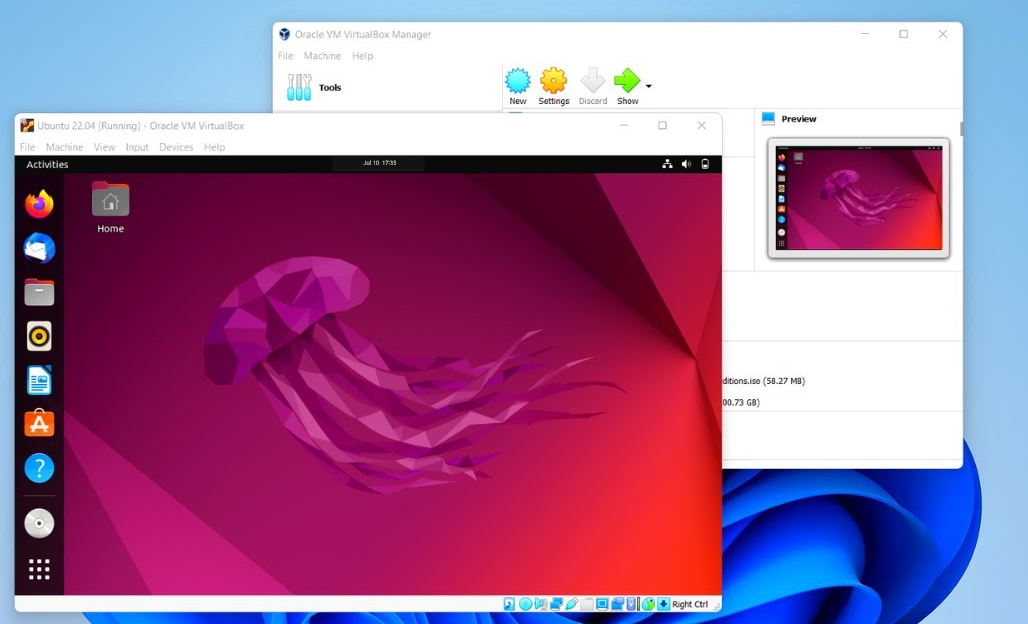 Oracle VM VirtualBox Manager
File Machine Help
Tools
New Settings Discard Show
Preview
Ubuntu 22.04 [Running] - Oracle VM VirtualBox
File Machine View Input Devices Help
Activities
Jul 10 17:35
Home
ditions.iso (58.27 MB)
00.73 GB)
Right Ctrl